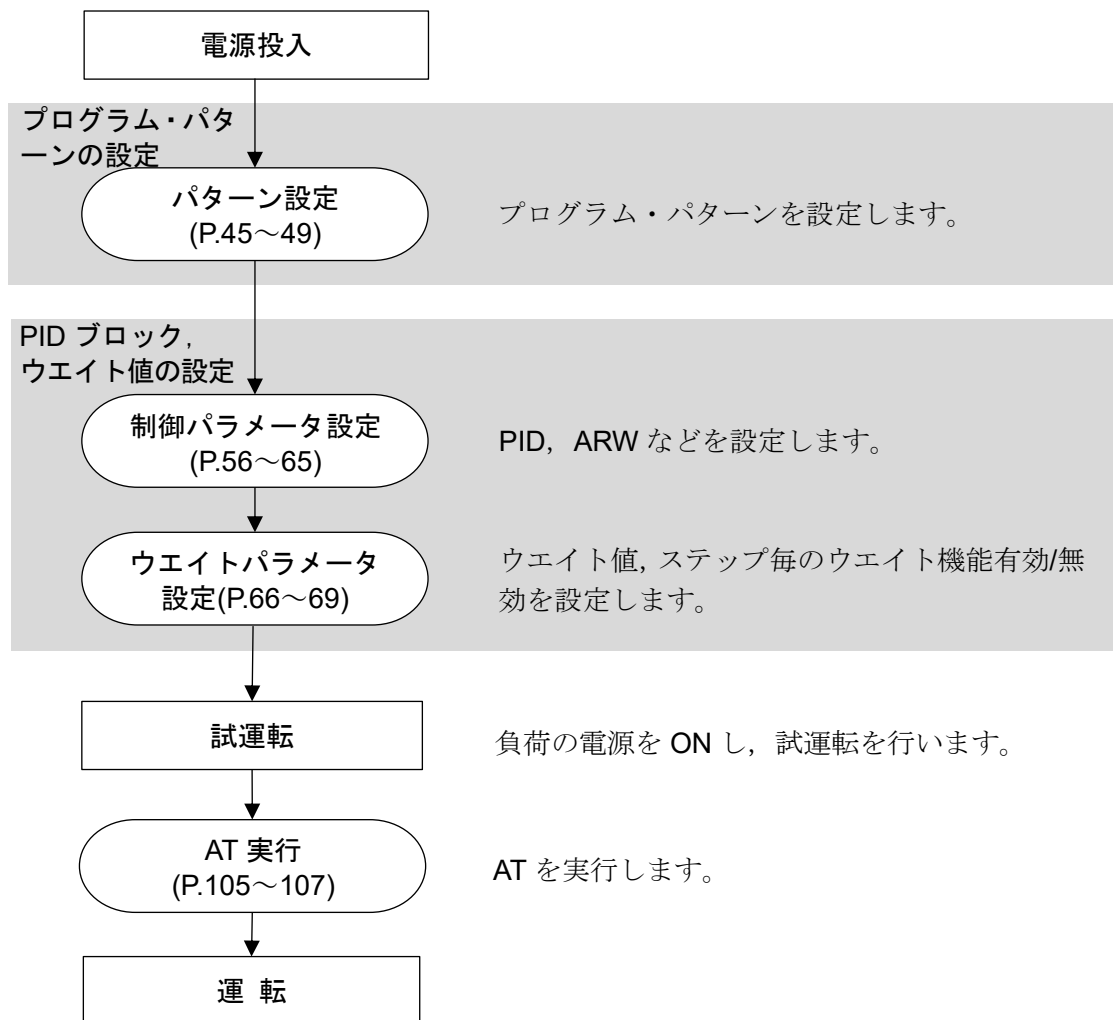 電源投入
プログラム・パタ
ーンの設定
パターン設定
(P.45～49)
プログラム・パターンを設定します。
PID ブロック,
ウエイト値の設定
制御パラメータ設定
(P.56～65)
PID，ARW などを設定します。
ウエイトパラメータ
設定(P.66～69)
ウエイト値, ステップ毎のウエイト機能有効/無
効を設定します。
試運転
負荷の電源を ON し，試運転を行います。
AT 実行
(P.105～107)
AT を実行します。
運 転